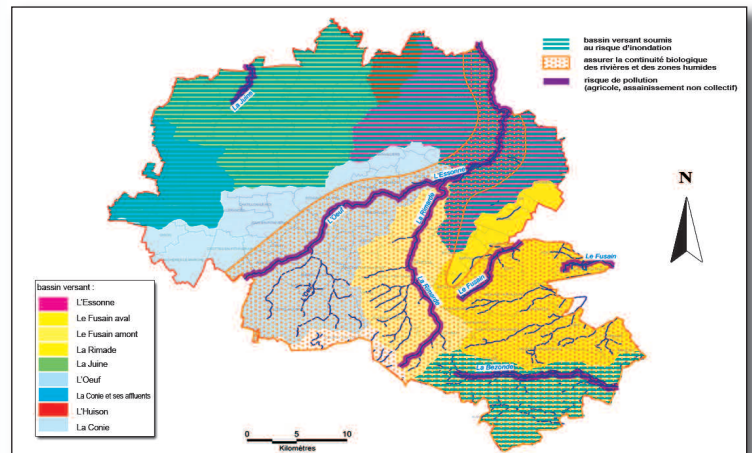 bassin versant soumis
au risque d'inondation
assurer la continuité biologique
des rivières et des zones humides
risque de pollution
(agricole, assainissement non collectif)
La Juine
L'Essonne
N
L'Oeuf
La Rimarde
La Rimarde
Le Fusain
Le Fusain
La Bezonde
bassin versant :
L'Essonne
Le Fusain aval
Le Fusain amont
La Rimade
La Juine
L'Oeuf
La Conie et ses affluents
L'Huison
La Conie
0 5 10
Kilomètres